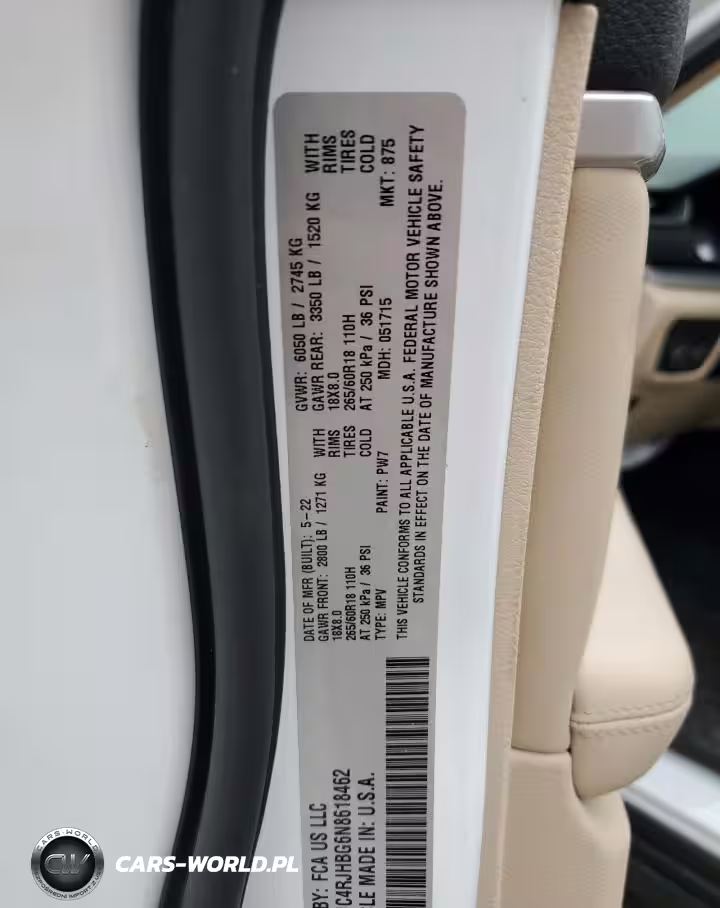 BY: FCA US LLC
DATE OF MFR (BUILT): 5-22 GVWR: 6050 LB / 2745 KG
GAWR FRONT: 2800 LB / 1271 KG WITH GAWR REAR: 3350 LB / 1520 KG WITH
18X8.0 RIMS 18X8.0 RIMS
265/60R18 110H TIRES 265/60R18 110H TIRES
AT 250 kPa / 36 PSI COLD AT 250 kPa / 36 PSI COLD
C4RJHBG6N8618462 TYPE: MPV PAINT: PW7 MDH: 051715 MKT: 875
LE MADE IN: U.S.A.
THIS VEHICLE CONFORMS TO ALL APPLICABLE U.S.A. FEDERAL MOTOR VEHICLE SAFETY
STANDARDS IN EFFECT ON THE DATE OF MANUFACTURE SHOWN ABOVE.
CARS-WORLD
CW
CARS-WORLD.PL